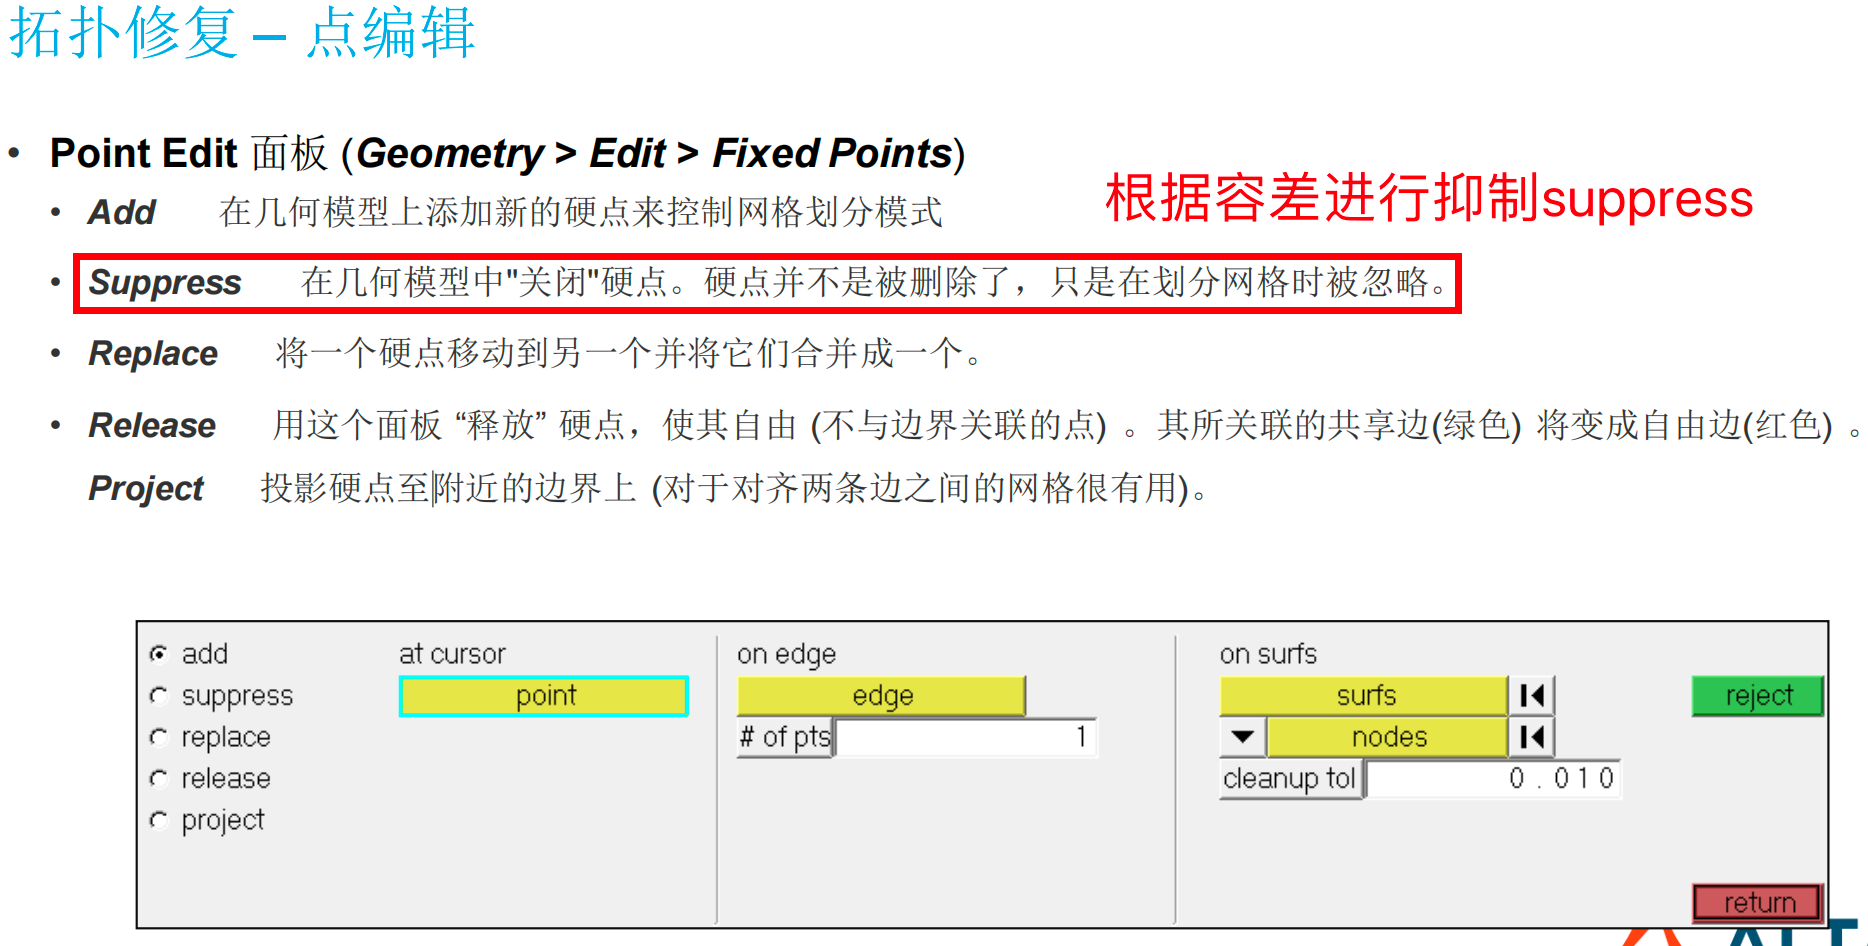 拓扑修复 – 点编辑
• Point Edit 面板 (Geometry > Edit > Fixed Points)
• Add 在几何模型上添加新的硬点来控制网格划分模式
根据容差进行抑制suppress
• Suppress 在几何模型中"关闭"硬点。硬点并不是被删除了，只是在划分网格时被忽略。
• Replace 将一个硬点移动到另一个并将它们合并成一个。
• Release 用这个面板 “释放” 硬点，使其自由 (不与边界关联的点) 。其所关联的共享边(绿色) 将变成自由边(红色) 。
Project 投影硬点至附近的边界上 (对于对齐两条边之间的网格很有用)。
add at cursor on edge on surfs
suppress point edge surfs reject
replace # of pts 1 nodes
release cleanup tol 0.010
project
return